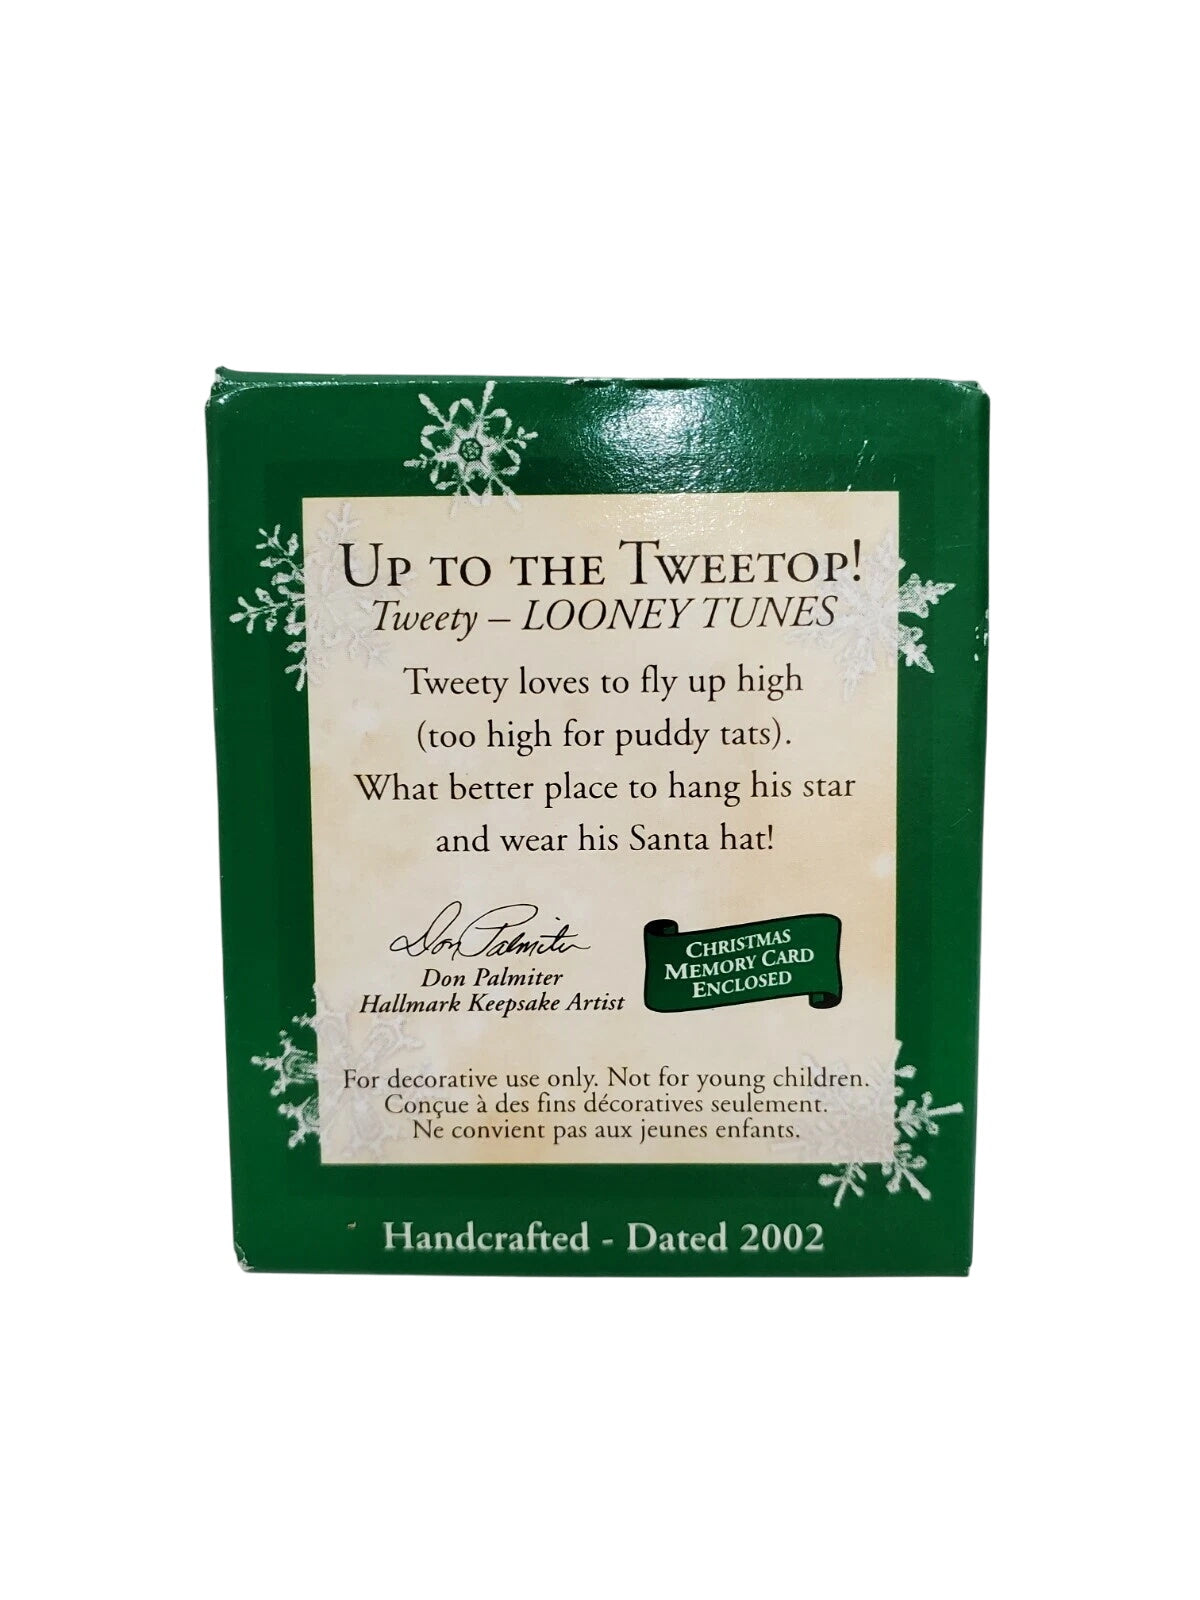 UP TO THE TWEETOP!
Tweety – LOONEY TUNES
Tweety loves to fly up high
(too high for puddy tats).
What better place to hang his star
and wear his Santa hat!
Don Palmiter
Don Palmiter
Hallmark Keepsake Artist
CHRISTMAS
MEMORY CARD
ENCLOSED
For decorative use only. Not for young children.
Conçue à des fins décoratives seulement.
Ne convient pas aux jeunes enfants.
Handcrafted - Dated 2002